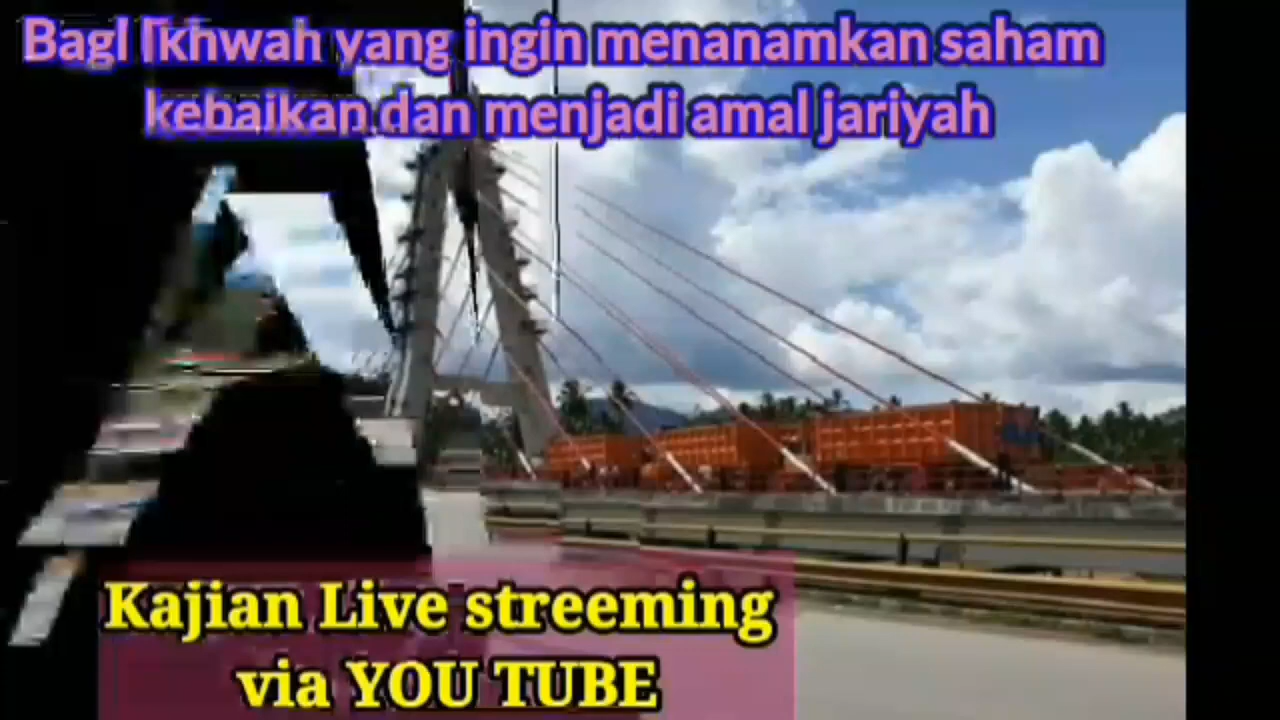 BagI Ikhwah yang ingin menanamkan saham
kebaikan dan menjadi amal jariyah
Kajian Live streeming
via YOU TUBE